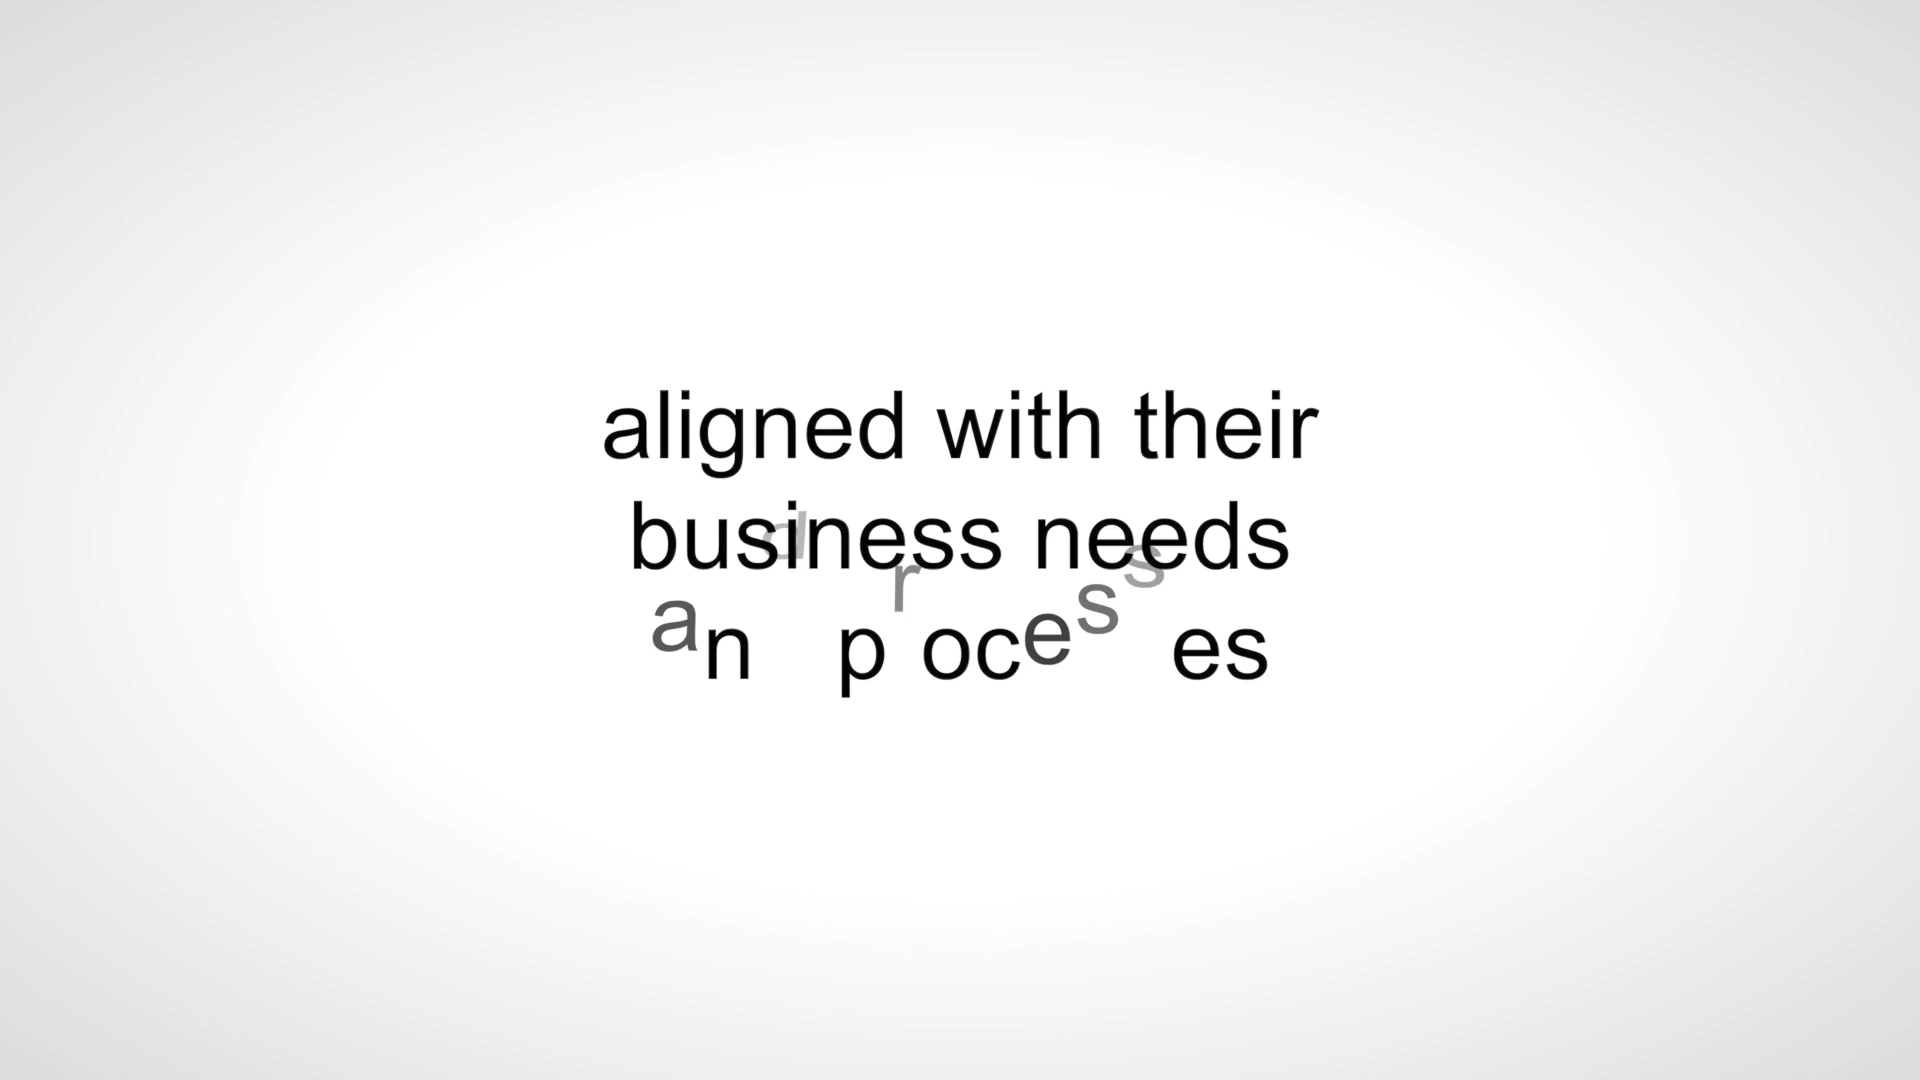 aligned with their
business needs
and processes